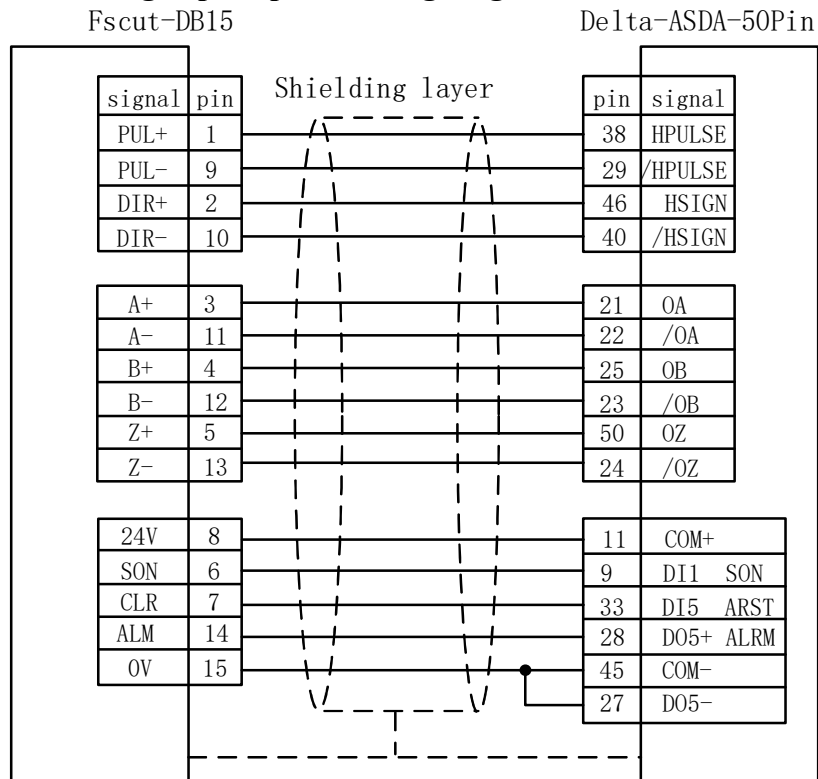 Fscut-DB15 Delta-ASDA-50Pin
signal pin Shielding layer pin signal
PUL+ 1 38 HPULSE
PUL- 9 29 /HPULSE
DIR+ 2 46 HSIGN
DIR- 10 40 /HSIGN
A+ 3 21 OA
A- 11 22 /OA
B+ 4 25 OB
B- 12 23 /OB
Z+ 5 50 OZ
Z- 13 24 /OZ
24V 8 11 COM+
SON 6 9 DI1 SON
CLR 7 33 DI5 ARST
ALM 14 28 DO5+ ALRM
0V 15 45 COM-
27 DO5-